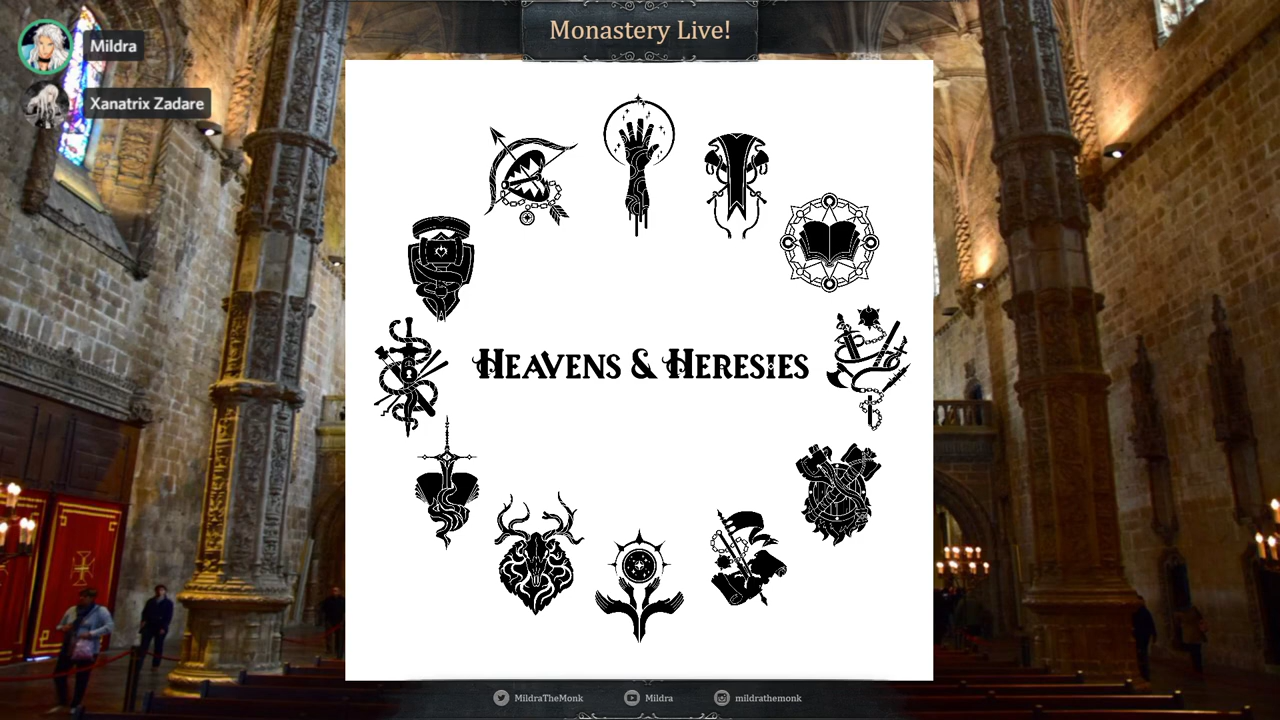 Monastery Live!
Mildra
Xanatrix Zadare
HEAVENS & HERESIES
MildraTheMonk
Mildra
mildrathemonk